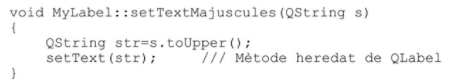 void MyLabel::setTextMajuscules(QString s)
{
    QString str=s.toUpper();
    setText(str);      /// Mètode heredat de QLabel
}